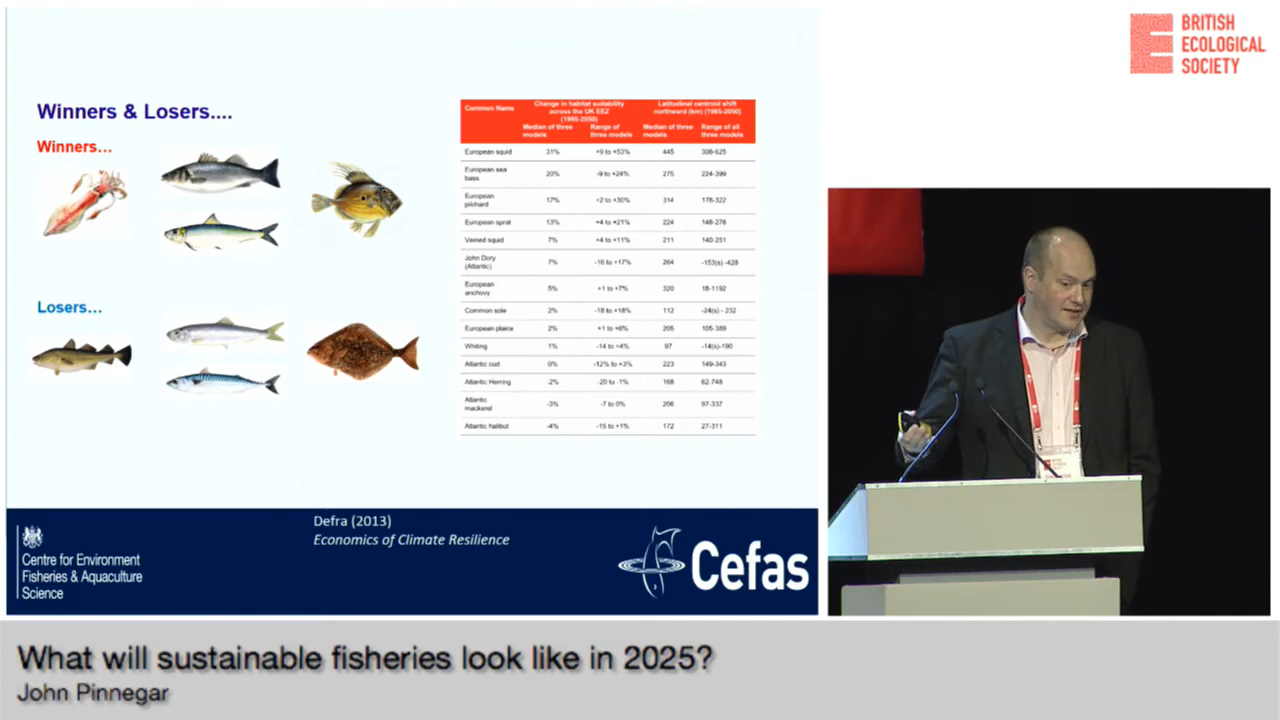 BRITISH
ECOLOGICAL
SOCIETY
Winners & Losers....
Winners...
Losers...
Common Name
Change in habitat suitability
across the UK EEZ
(1985-2050)
Latitudinal centroid shift
northward (km) (1985-2050)
Median of three
models
Range of
three models
Median of three
models
Range of all
three models
European squid 31% +9 to +53% 445 308-625
European sea
bass 20% -9 to +24% 275 224-399
European
pilchard 17% +2 to +30% 314 178-322
European sprat 13% +4 to +21% 224 148-278
Veined squid 7% +4 to +11% 211 140-251
John Dory
(Atlantic) 7% -16 to +17% 264 -153(s) -428
European
anchovy 5% +1 to +7% 320 18-1192
Common sole 2% -18 to +18% 112 -24(s) - 232
European plaice 2% +1 to +6% 205 105-389
Whiting 1% -14 to +4% 97 -14(s)-190
Atlantic cod 0% -12% to +3% 223 149-343
Atlantic Herring -2% -20 to -1% 168 62-748
Atlantic
mackerel -3% -7 to 0% 206 97-337
Atlantic halibut -4% -15 to +1% 172 27-311
Defra (2013)
Economics of Climate Resilience
Centre for Environment
Fisheries & Aquaculture
Science
Cefas
What will sustainable fisheries look like in 2025?
John Pinnegar